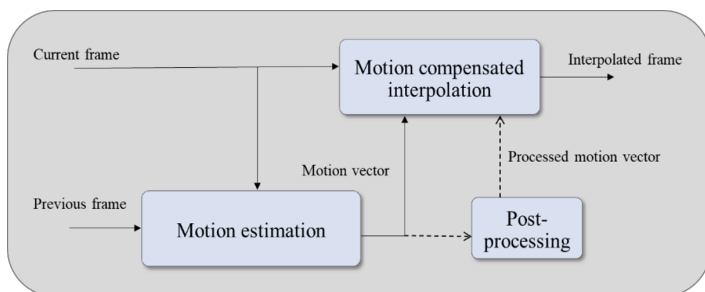 Current frame
Motion compensated
interpolation
Interpolated frame
Motion vector
Processed motion vector
Previous frame
Motion estimation
Post-
processing